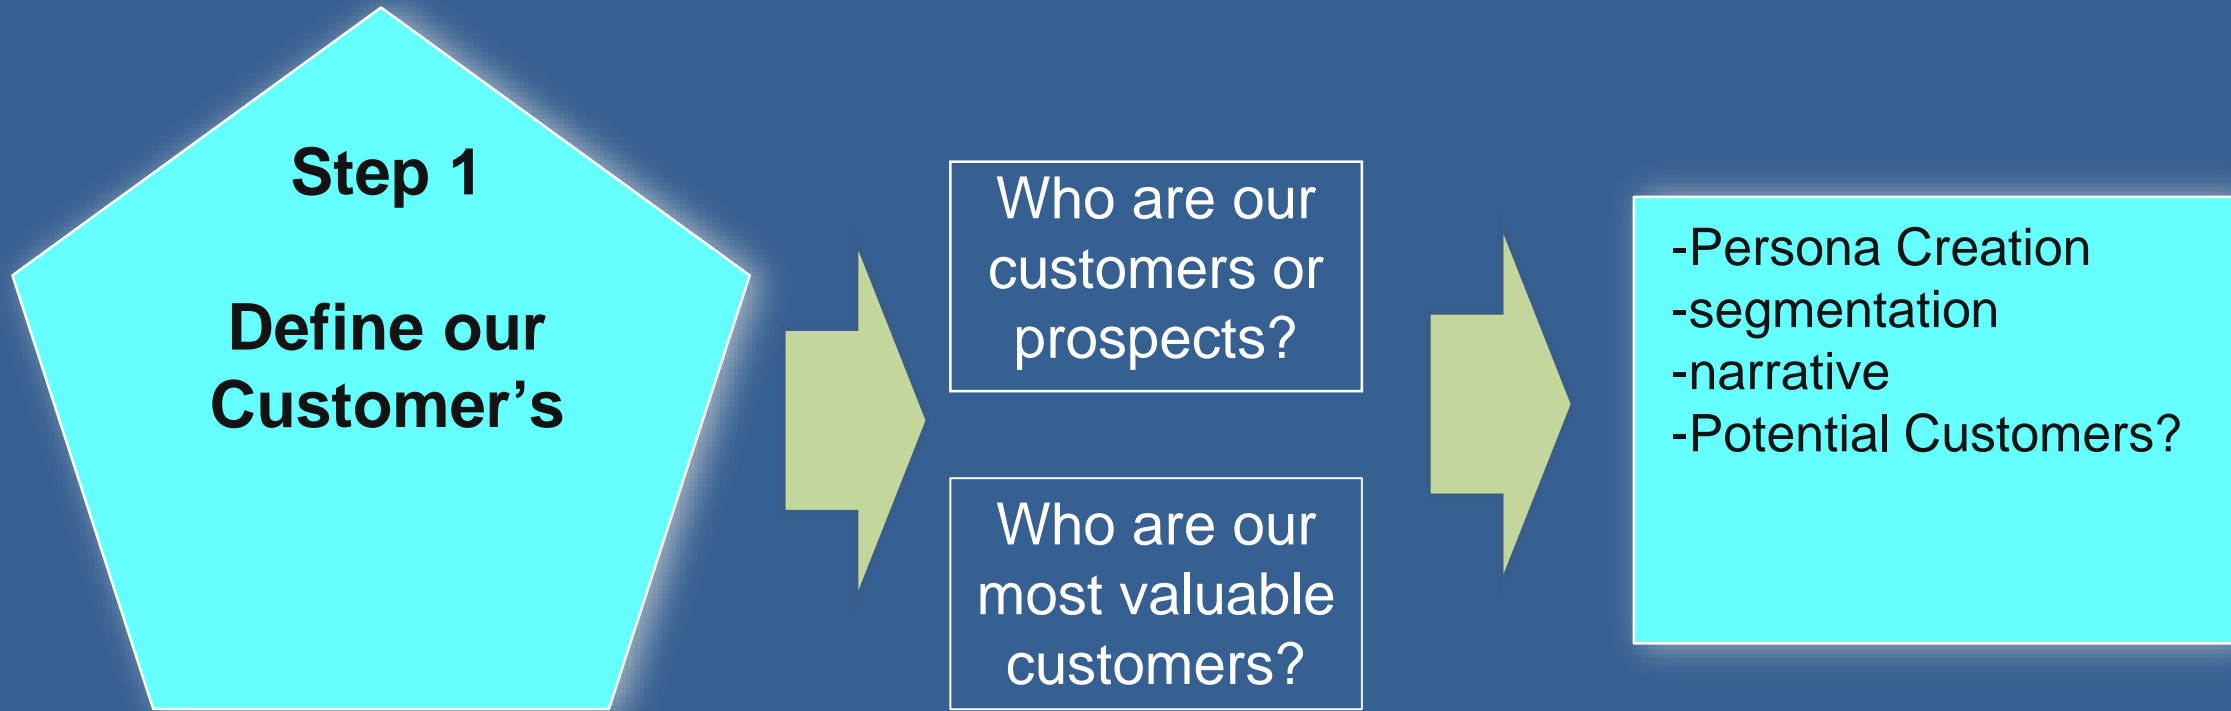 Step 1
Define our
Customer’s
Who are our
customers or
prospects?
Who are our
most valuable
customers?
-Persona Creation
-segmentation
-narrative
-Potential Customers?